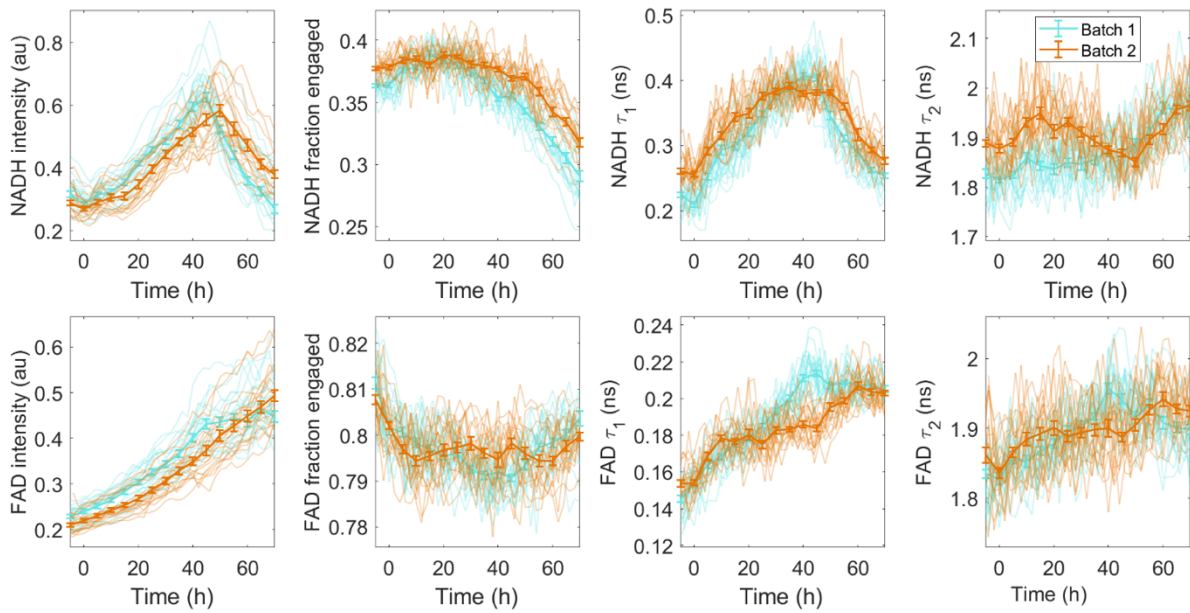 NADH intensity (au)
0.8
0.6
0.4
0.2
0 20 40 60
Time (h)
NADH fraction engaged
0.4
0.35
0.3
0.25
0 20 40 60
Time (h)
NADH τ1 (ns)
0.5
0.4
0.3
0.2
0 20 40 60
Time (h)
NADH τ2 (ns)
2.1
2
1.9
1.8
1.7
0 20 40 60
Time (h)
Batch 1
Batch 2
FAD intensity (au)
0.6
0.5
0.4
0.3
0.2
0 20 40 60
Time (h)
FAD fraction engaged
0.82
0.81
0.8
0.79
0.78
0 20 40 60
Time (h)
FAD τ1 (ns)
0.24
0.22
0.20
0.18
0.16
0.14
0.12
0 20 40 60
Time (h)
FAD τ2 (ns)
2
1.9
1.8
0 20 40 60
Time (h)